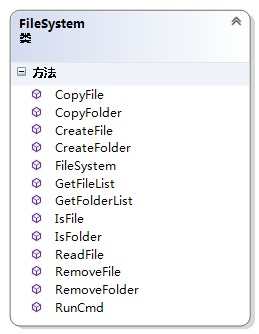 FileSystem
类
方法
CopyFile
CopyFolder
CreateFile
CreateFolder
FileSystem
GetFileList
GetFolderList
IsFile
IsFolder
ReadFile
RemoveFile
RemoveFolder
RunCmd